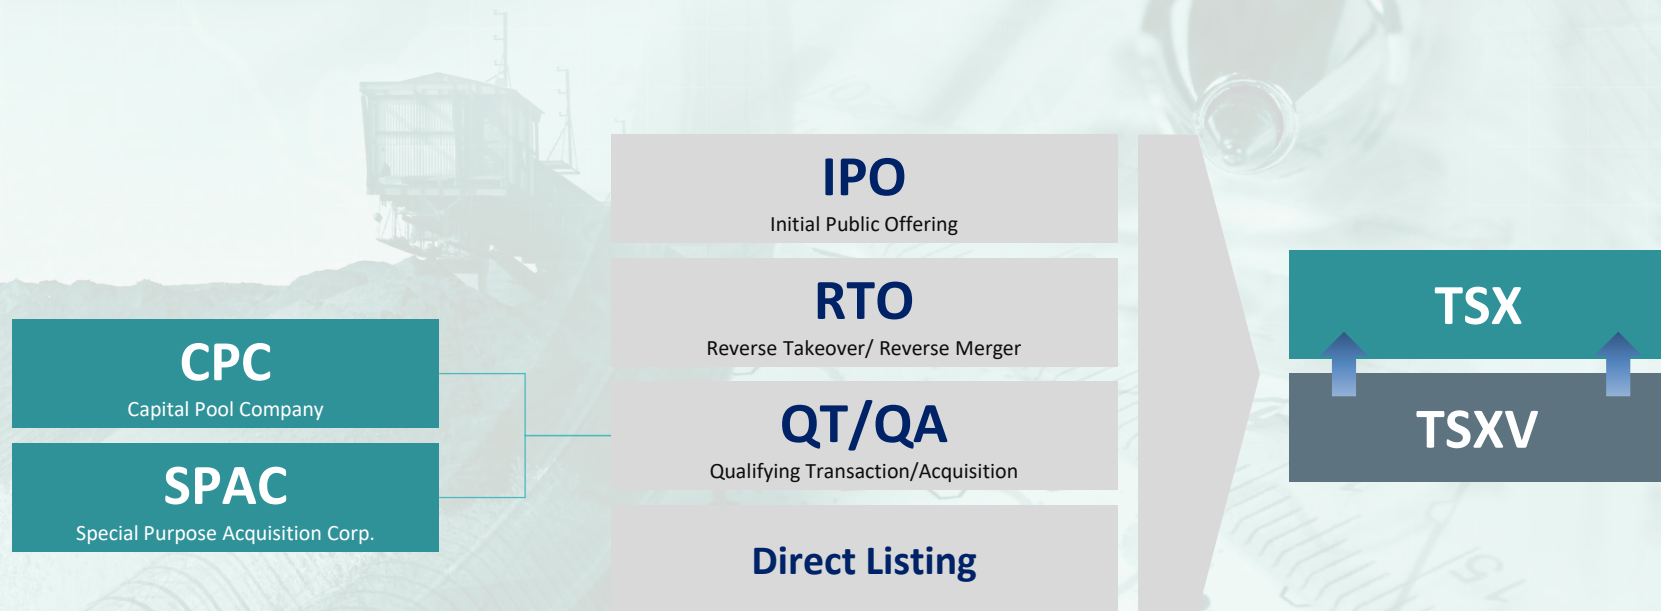 IPO
Initial Public Offering
RTO
Reverse Takeover/ Reverse Merger
QT/QA
Qualifying Transaction/Acquisition
Direct Listing
CPC
Capital Pool Company
SPAC
Special Purpose Acquisition Corp.
TSX
TSXV